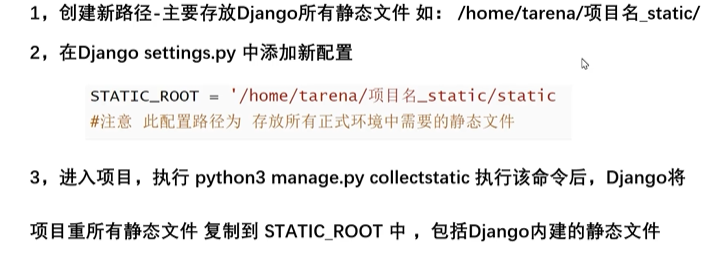 1，创建新路径-主要存放Django所有静态文件 如： /home/tarena/项目名_static/
2，在Django settings.py 中添加新配置
STATIC_ROOT = '/home/tarena/项目名_static/static
#注意 此配置路径为 存放所有正式环境中需要的静态文件
3，进入项目，执行 python3 manage.py collectstatic 执行该命令后，Django将
项目重所有静态文件 复制到 STATIC_ROOT 中 ，包括Django内建的静态文件